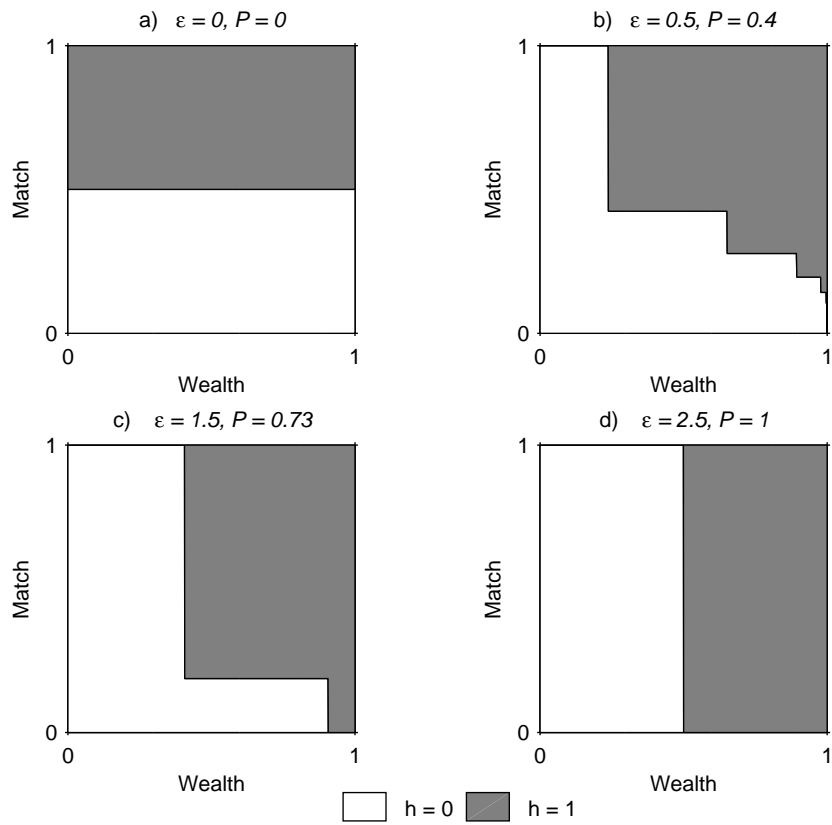 a) ε = 0, P = 0
1
Match
0
0 1
Wealth
b) ε = 0.5, P = 0.4
1
Match
0
0 1
Wealth
c) ε = 1.5, P = 0.73
1
Match
0
0 1
Wealth
d) ε = 2.5, P = 1
1
Match
0
0 1
Wealth
h = 0 h = 1